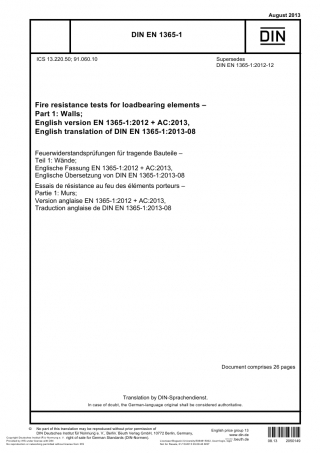 August 2013
DIN EN 1365-1
DIN
ICS 13.220.50; 91.060.10
Supersedes
DIN EN 1365-1:2012-12
Fire resistance tests for loadbearing elements –
Part 1: Walls;
English version EN 1365-1:2012 + AC:2013,
English translation of DIN EN 1365-1:2013-08
Feuerwiderstandsprüfungen für tragende Bauteile –
Teil 1: Wände;
Englische Fassung EN 1365-1:2012 + AC:2013,
Englische Übersetzung von DIN EN 1365-1:2013-08
Essais de résistance au feu des éléments porteurs –
Partie 1: Murs;
Version anglaise EN 1365-1:2012 + AC:2013,
Traduction anglaise de DIN EN 1365-1:2013-08
Document comprises 26 pages
Translation by DIN-Sprachendienst.
In case of doubt, the German-language original shall be considered authoritative.
No part of this translation may be reproduced without prior permission of
DIN Deutsches Institut für Normung e. V., Berlin. Beuth Verlag GmbH, 10772 Berlin, Germany,
right of sale for German Standards (DIN-Normen).
English price group 13
www.din.de
www.beuth.de